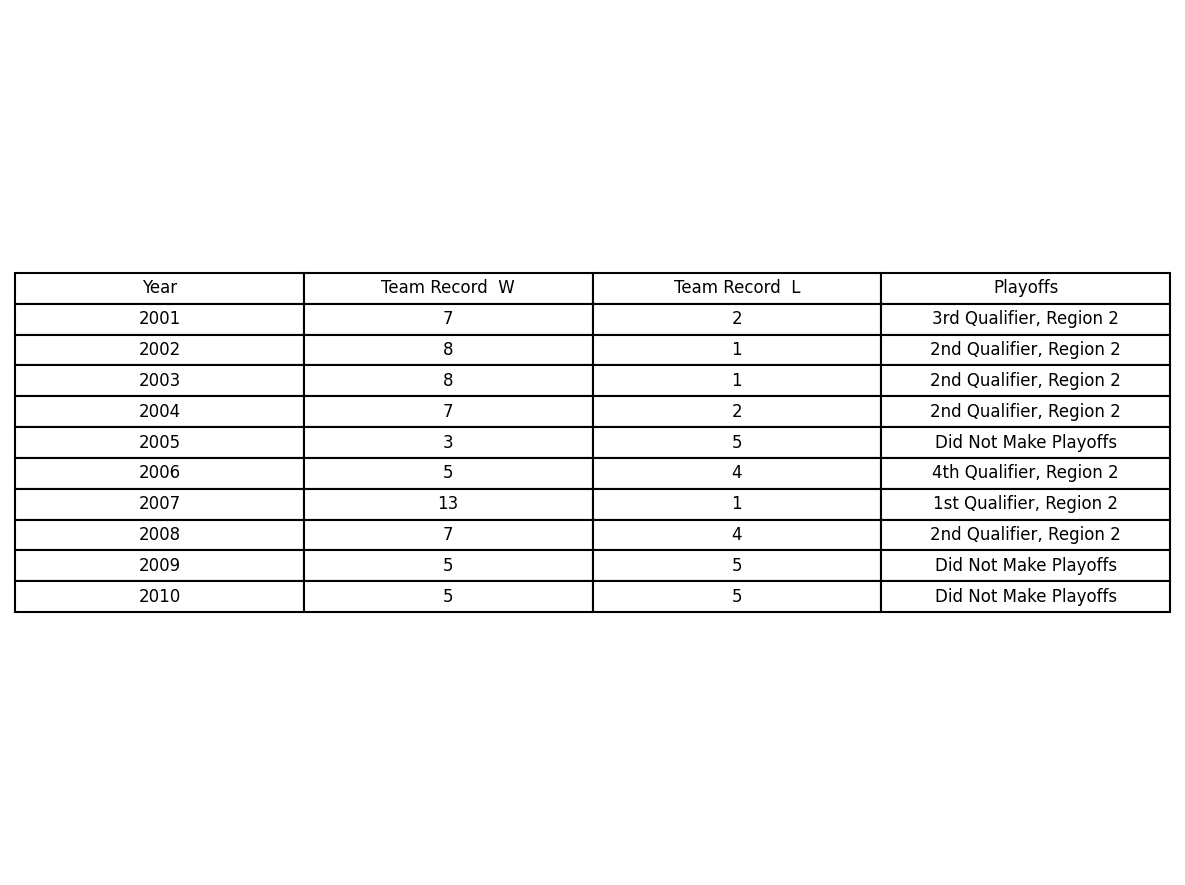 Year Team Record  W Team Record  L Playoffs
2001 7 2 3rd Qualifier, Region 2
2002 8 1 2nd Qualifier, Region 2
2003 8 1 2nd Qualifier, Region 2
2004 7 2 2nd Qualifier, Region 2
2005 3 5 Did Not Make Playoffs
2006 5 4 4th Qualifier, Region 2
2007 13 1 1st Qualifier, Region 2
2008 7 4 2nd Qualifier, Region 2
2009 5 5 Did Not Make Playoffs
2010 5 5 Did Not Make Playoffs